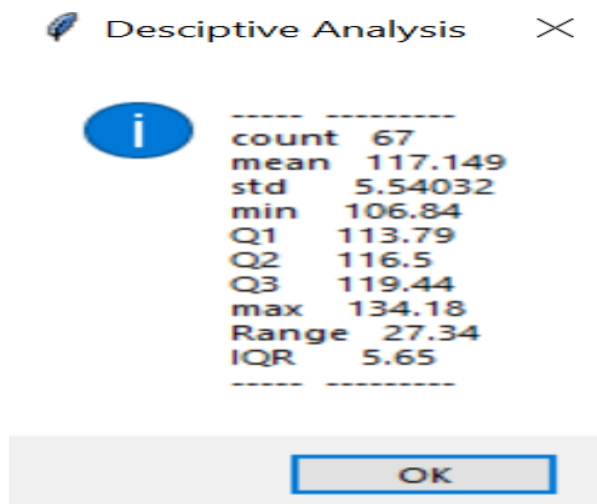 Desciptive Analysis
----- ---------
count 67
mean 117.149
std 5.54032
min 106.84
Q1 113.79
Q2 116.5
Q3 119.44
max 134.18
Range 27.34
IQR 5.65
----- ---------
OK